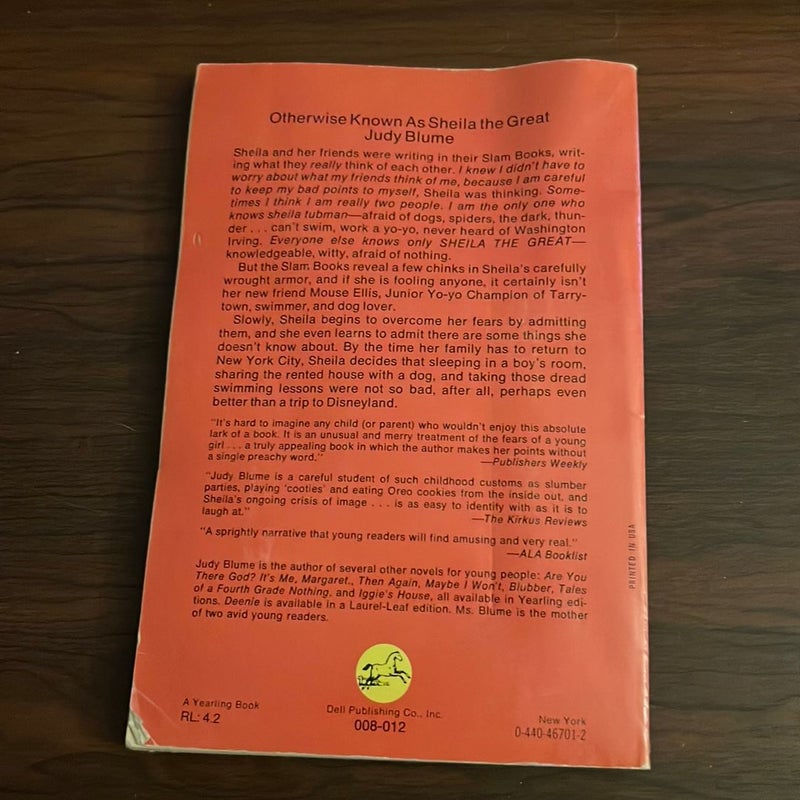 Otherwise Known As Sheila the Great
Judy Blume
Sheila and her friends were writing in their Slam Books, writ-
ing what they really think of each other. I knew I didn't have to
worry about what my friends think of me, because I am careful
to keep my bad points to myself, Sheila was thinking. Some-
times I think I am really two people. I am the only one who
knows sheila tubman—afraid of dogs, spiders, the dark, thun-
der . . . can't swim, work a yo-yo, never heard of Washington
Irving. Everyone else knows only SHEILA THE GREAT—
knowledgeable, witty, afraid of nothing.
But the Slam Books reveal a few chinks in Sheila's carefully
wrought armor, and if she is fooling anyone, it certainly isn't
her new friend Mouse Ellis, Junior Yo-yo Champion of Tarry-
town, swimmer, and dog lover.
Slowly, Sheila begins to overcome her fears by admitting
them, and she even learns to admit there are some things she
doesn't know about. By the time her family has to return to
New York City, Sheila decides that sleeping in a boy's room,
sharing the rented house with a dog, and taking those dread
swimming lessons were not so bad, after all, perhaps even
better than a trip to Disneyland.
"It's hard to imagine any child (or parent) who wouldn't enjoy this absolute
lark of a book. It is an unusual and merry treatment of the fears of a young
girl . . . a truly appealing book in which the author makes her points without
a single preachy word."
—Publishers Weekly
"Judy Blume is a careful student of such childhood customs as slumber
parties, playing 'cooties' and eating Oreo cookies from the inside out, and
Sheila's ongoing crisis of image . . . is as easy to identity with as it is to
laugh at."
—The Kirkus Reviews
"A sprightly narrative that young readers will find amusing and very real."
—ALA Booklist
Judy Blume is the author of several other novels for young people: Are You
There God? It's Me, Margaret., Then Again, Maybe I Won't, Blubber, Tales
of a Fourth Grade Nothing, and Iggie's House, all available in Yearling edi-
tions. Deenie is available in a Laurel-Leaf edition. Ms. Blume is the mother
of two avid young readers.
PRINTED IN USA
A Yearling Book
RL: 4.2
Dell Publishing Co., Inc.
008-012
New York
0-440-46701-2